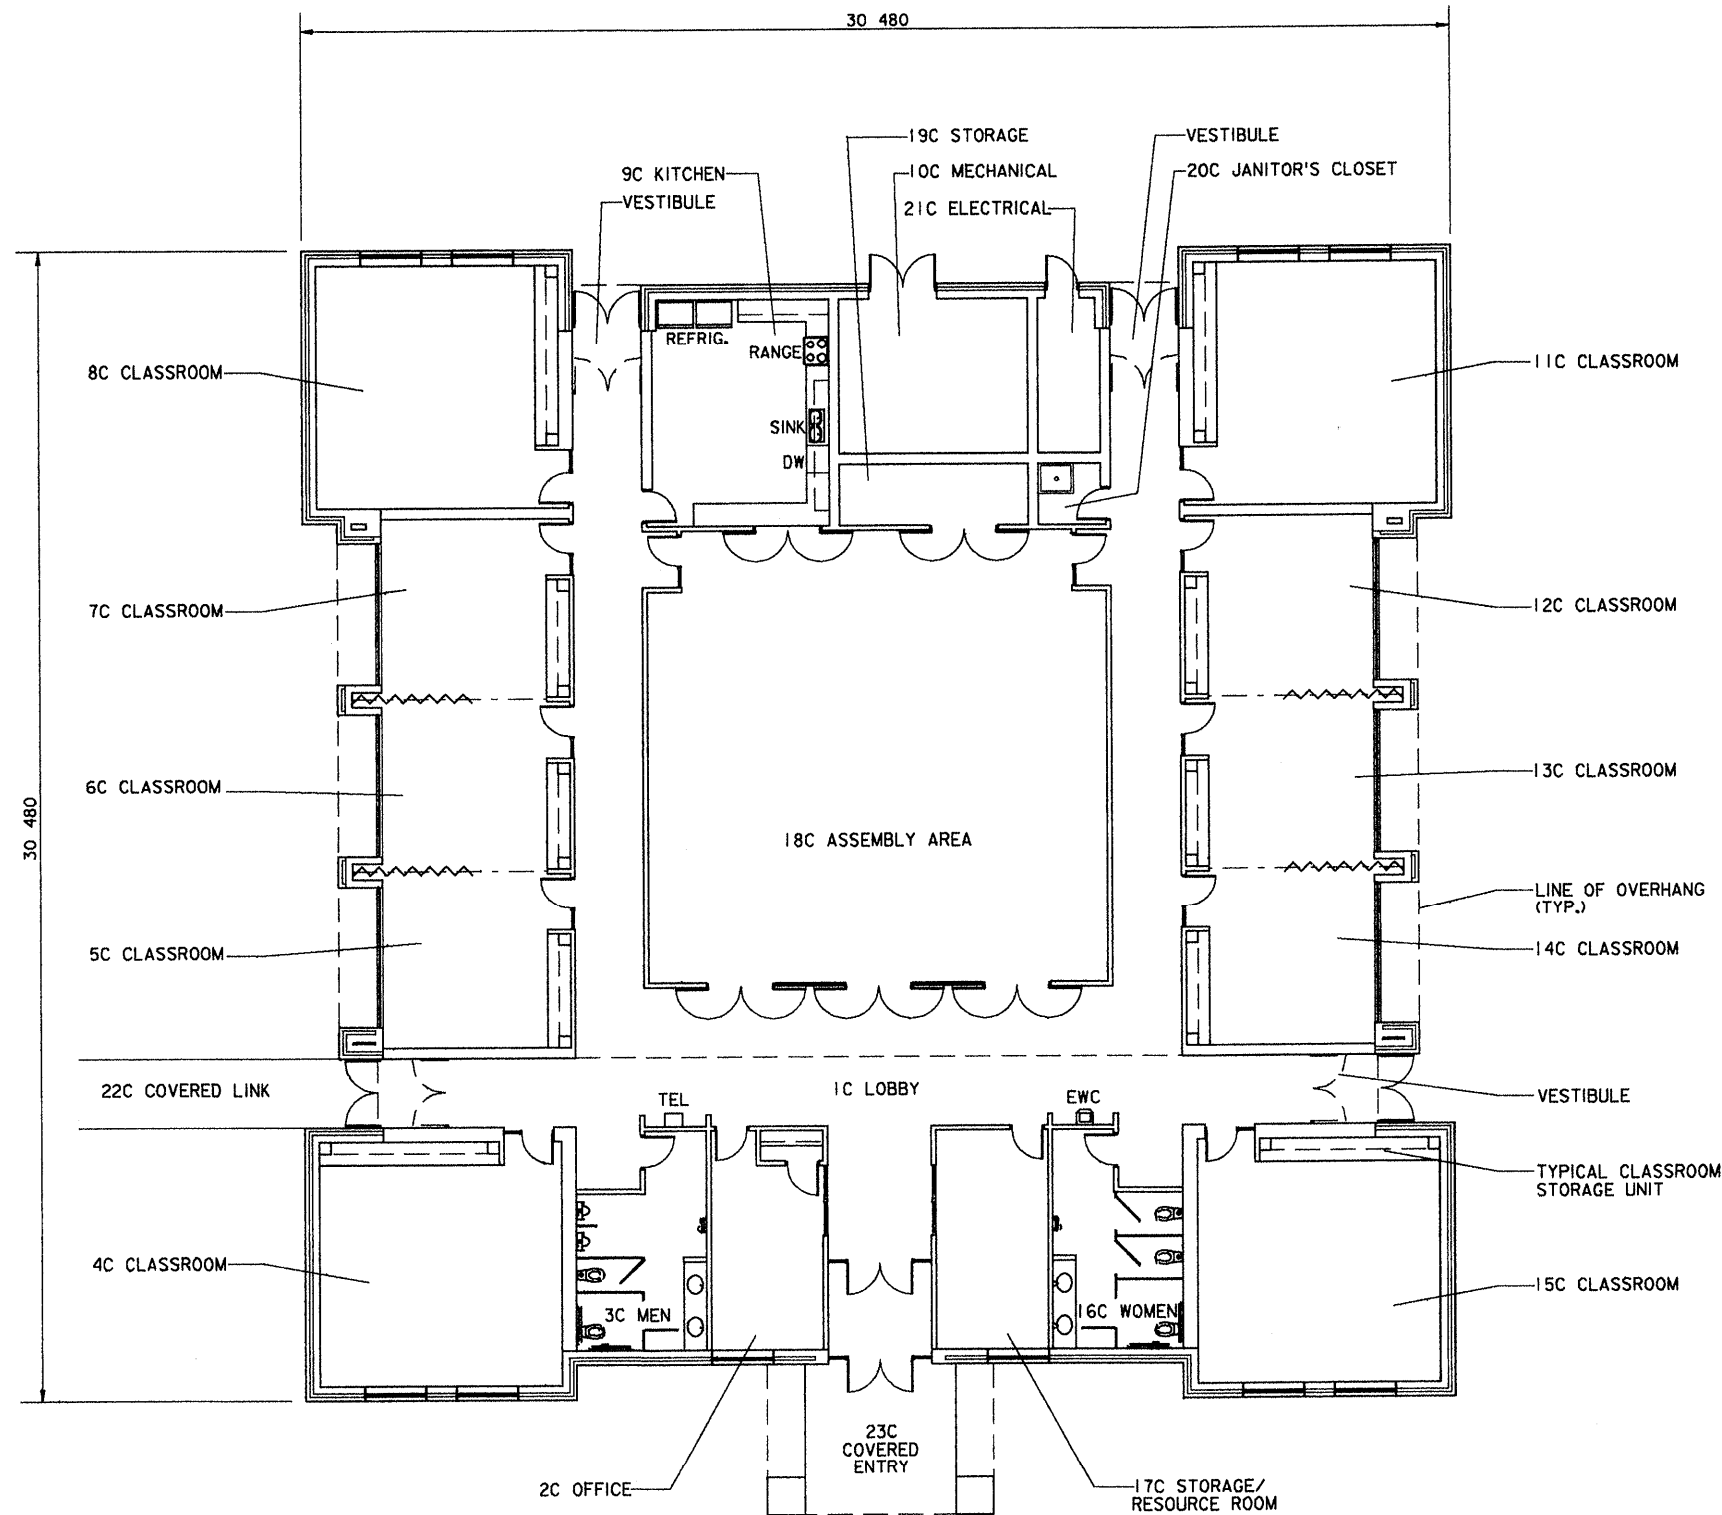 30 480
19C STORAGE
VESTIBULE
9C KITCHEN
10C MECHANICAL
20C JANITOR'S CLOSET
VESTIBULE
21C ELECTRICAL
REFRIG.
RANGE
8C CLASSROOM
11C CLASSROOM
SINK
DW
7C CLASSROOM
12C CLASSROOM
6C CLASSROOM
13C CLASSROOM
30 480
18C ASSEMBLY AREA
LINE OF OVERHANG
(TYP.)
5C CLASSROOM
14C CLASSROOM
22C COVERED LINK
1C LOBBY
TEL
EWC
VESTIBULE
TYPICAL CLASSROOM
STORAGE UNIT
4C CLASSROOM
3C MEN
16C WOMEN
15C CLASSROOM
23C
COVERED
ENTRY
2C OFFICE
17C STORAGE/
RESOURCE ROOM